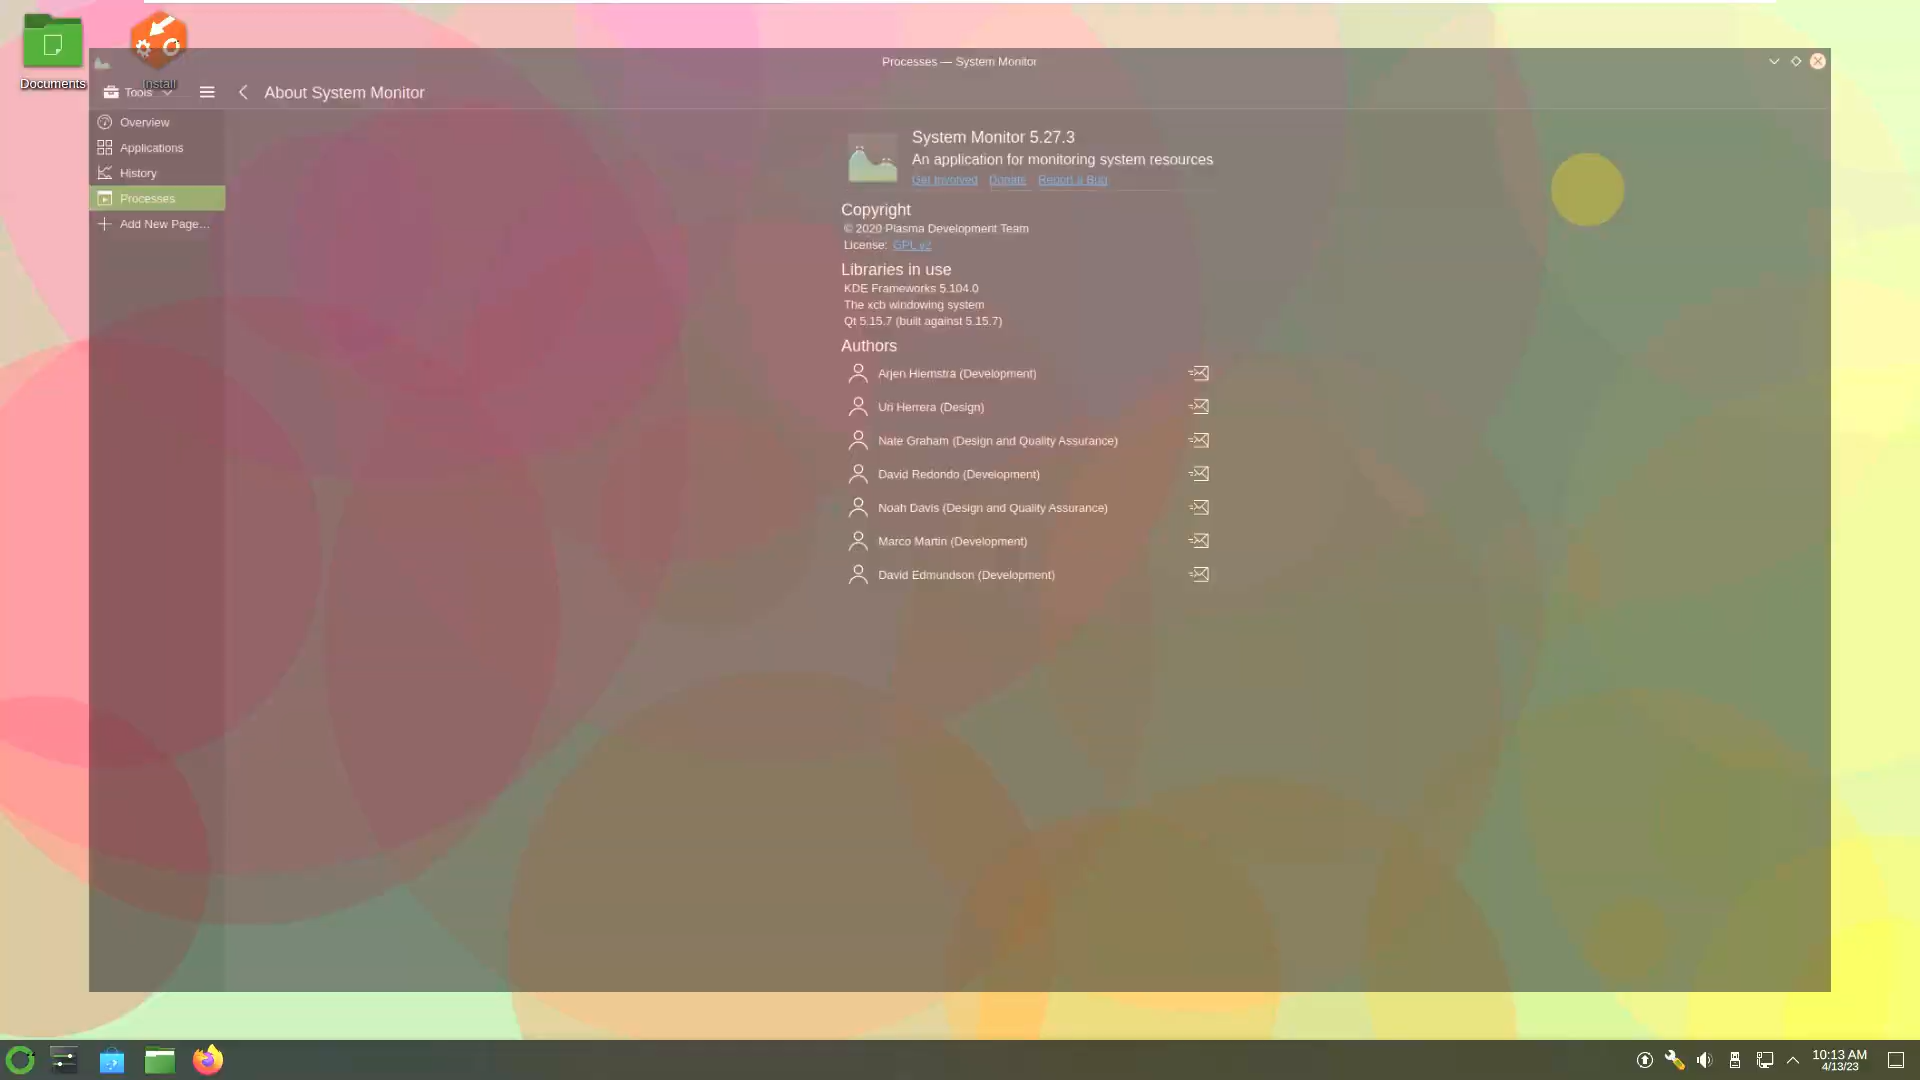 Documents
Install
Processes — System Monitor
Tools
About System Monitor
Overview
Applications
History
Processes
Add New Page...
System Monitor 5.27.3
An application for monitoring system resources
Get Involved Donate Report a Bug
Copyright
© 2020 Plasma Development Team
License: GPL v2
Libraries in use
KDE Frameworks 5.104.0
The xcb windowing system
Qt 5.15.7 (built against 5.15.7)
Authors
Arjen Hiemstra (Development)
Uri Herrera (Design)
Nate Graham (Design and Quality Assurance)
David Redondo (Development)
Noah Davis (Design and Quality Assurance)
Marco Martin (Development)
David Edmundson (Development)
10:13 AM
4/13/23